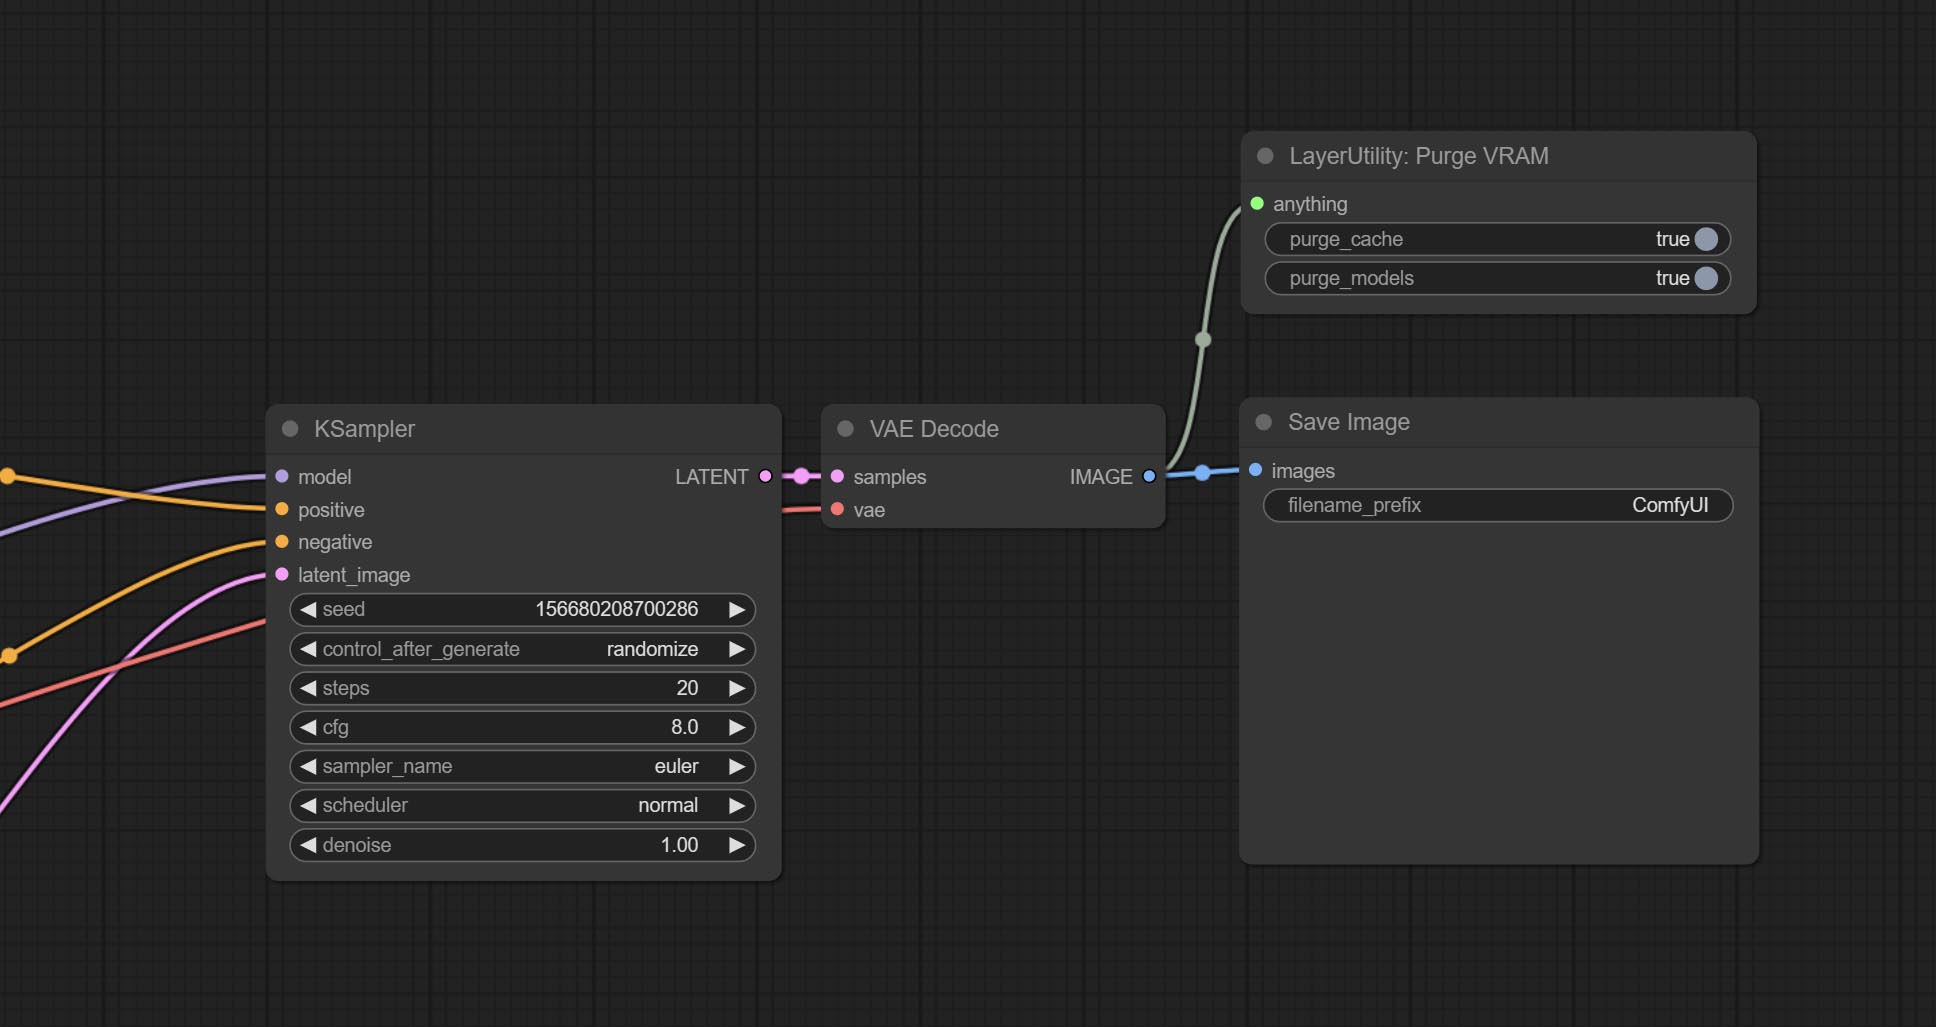 LayerUtility: Purge VRAM
anything
purge_cache true
purge_models true
KSampler
model LATENT
positive
negative
latent_image
seed 156680208700286
control_after_generate randomize
steps 20
cfg 8.0
sampler_name euler
scheduler normal
denoise 1.00
VAE Decode
samples IMAGE
vae
Save Image
images
filename_prefix ComfyUI